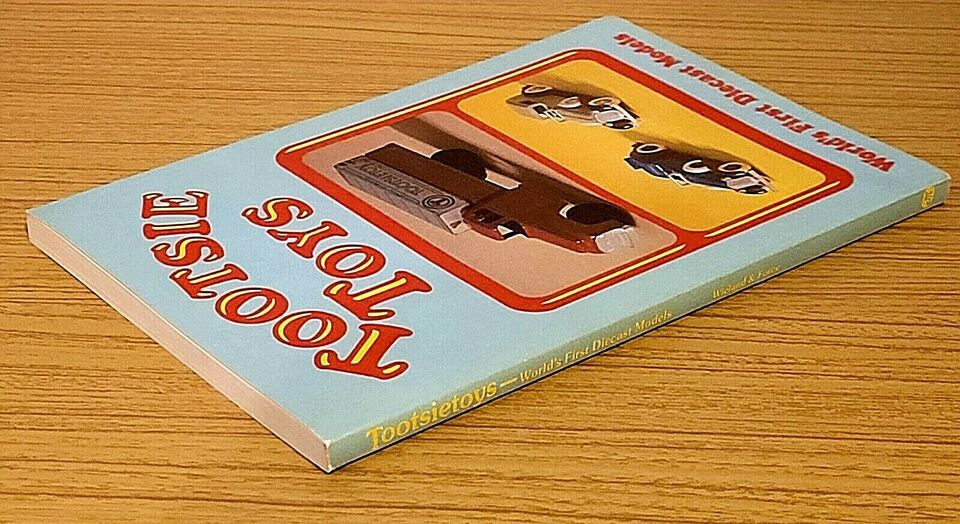 TOOTSIE
TOYS
World's First Diecast Models
Tootsietoys—World's First Diecast Models Wieland & Force